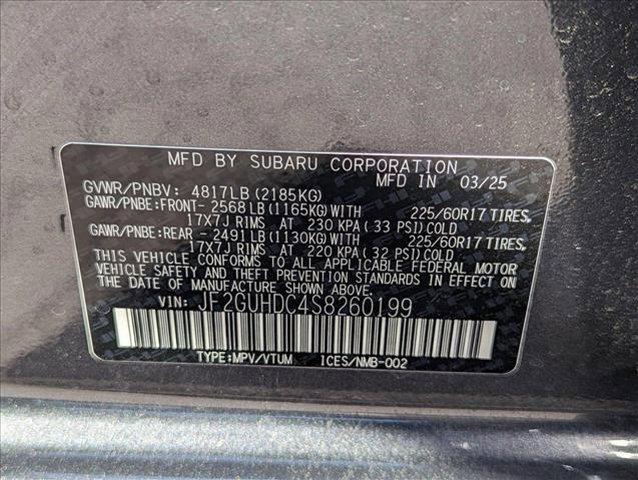 MFD BY SUBARU CORPORATION
GVWR/PNBV: 4817LB (2185KG) MFD IN 03/25
GAWR/PNBE:FRONT- 2568LB (1165KG)WITH 225/60R17 TIRES,
17X7J RIMS AT 230 KPA (33 PSI) COLD
GAWR/PNBE:REAR - 2491LB (1130KG)WITH 225/60R17 TIRES,
17X7J RIMS AT 220 KPA (32 PSI) COLD
THIS VEHICLE CONFORMS TO ALL APPLICABLE FEDERAL MOTOR
VEHICLE SAFETY AND THEFT PREVENTION STANDARDS IN EFFECT ON
THE DATE OF MANUFACTURE SHOWN ABOVE.
VIN: JF2GUHDC4S8260199
TYPE:MPV/VTUM ICES/NMB-002